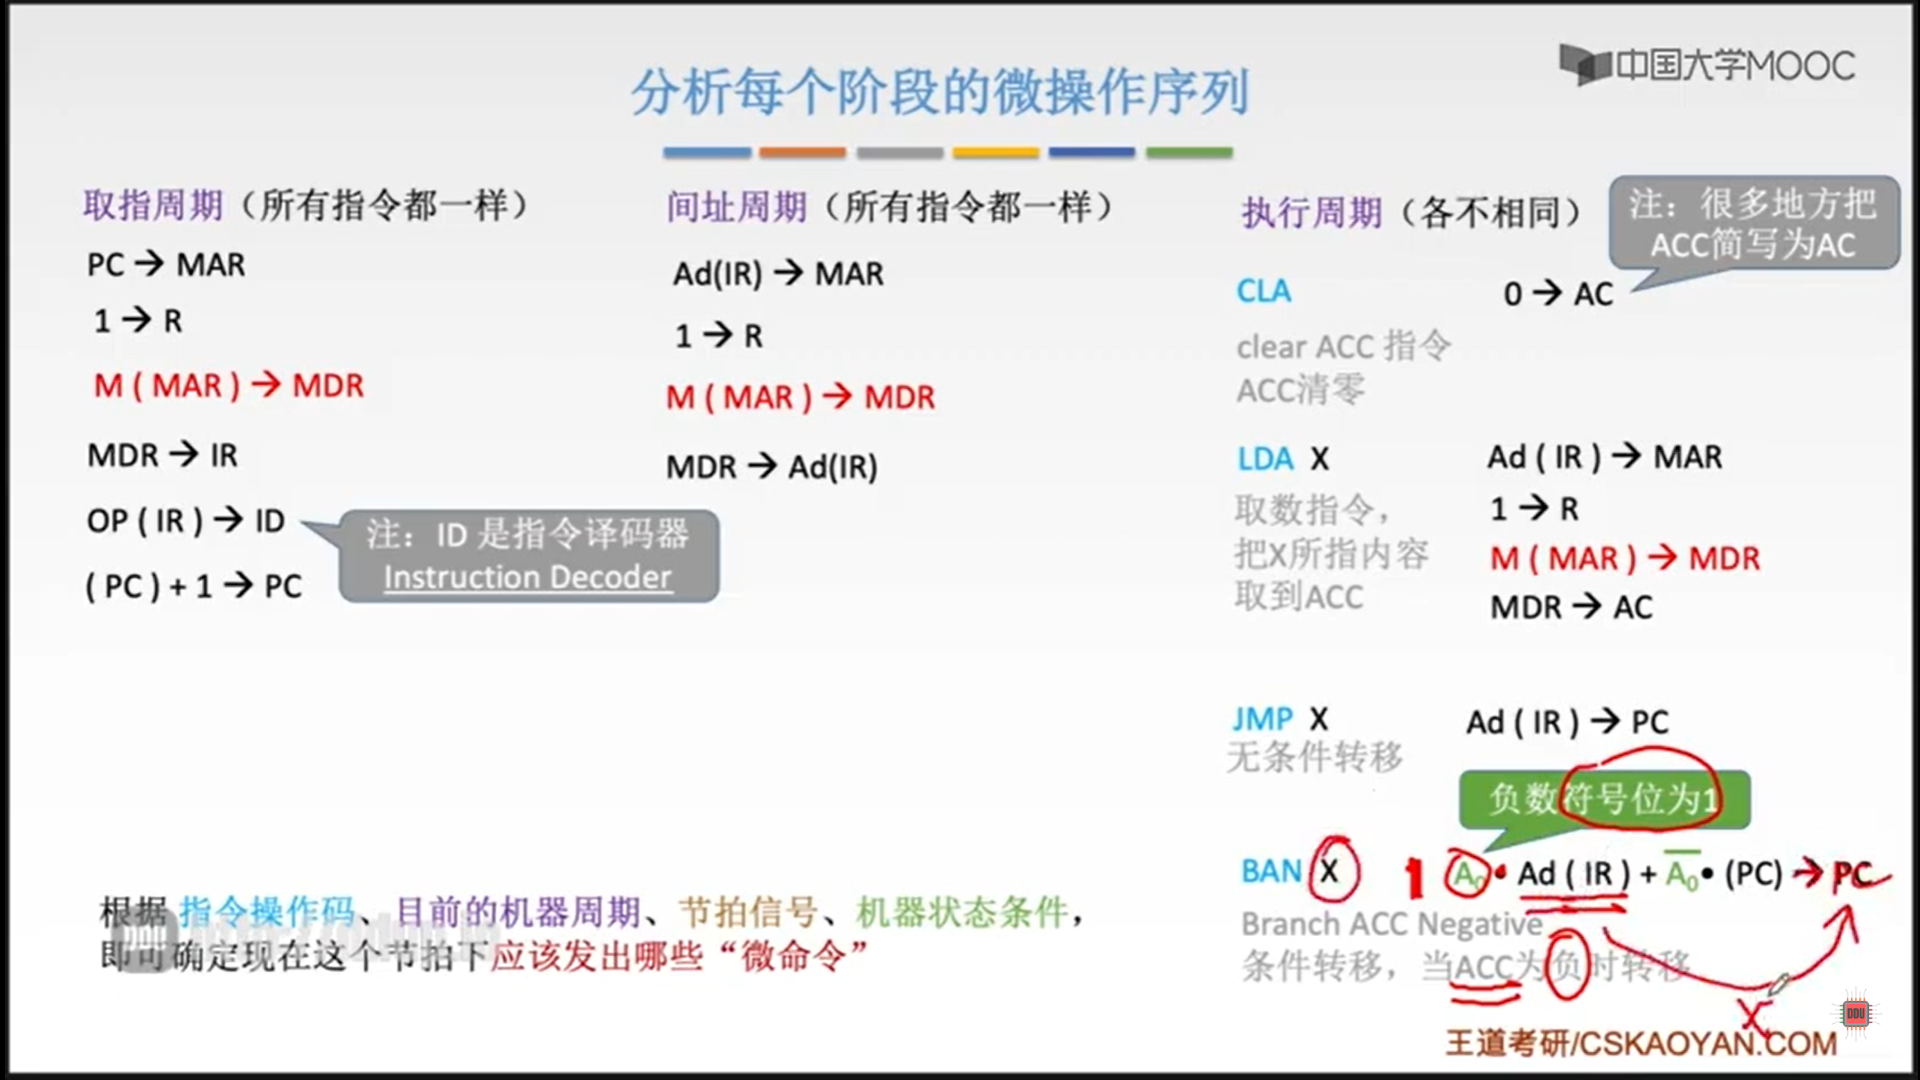 中国大学MOOC
分析每个阶段的微操作序列
取指周期（所有指令都一样）
PC → MAR
1 → R
M ( MAR ) → MDR
MDR → IR
OP ( IR ) → ID
( PC ) + 1 → PC
注：ID 是指令译码器
Instruction Decoder
间址周期（所有指令都一样）
Ad(IR) → MAR
1 → R
M ( MAR ) → MDR
MDR → Ad(IR)
执行周期（各不相同）
注：很多地方把
ACC简写为AC
CLA 0 → AC
clear ACC 指令
ACC清零
LDA X Ad ( IR ) → MAR
取数指令， 1 → R
把X所指内容 M ( MAR ) → MDR
取到ACC MDR → AC
JMP X Ad ( IR ) → PC
无条件转移
负数符号位为1
BAN X 1 A₀• Ad ( IR ) + A̅₀• (PC) → PC
Branch ACC Negative
条件转移，当ACC为负时转移
X
根据 指令操作码、目前的机器周期、节拍信号、机器状态条件，
即可确定现在这个节拍下应该发出哪些“微命令”
DDU
王道考研/CSKAOYAN.COM